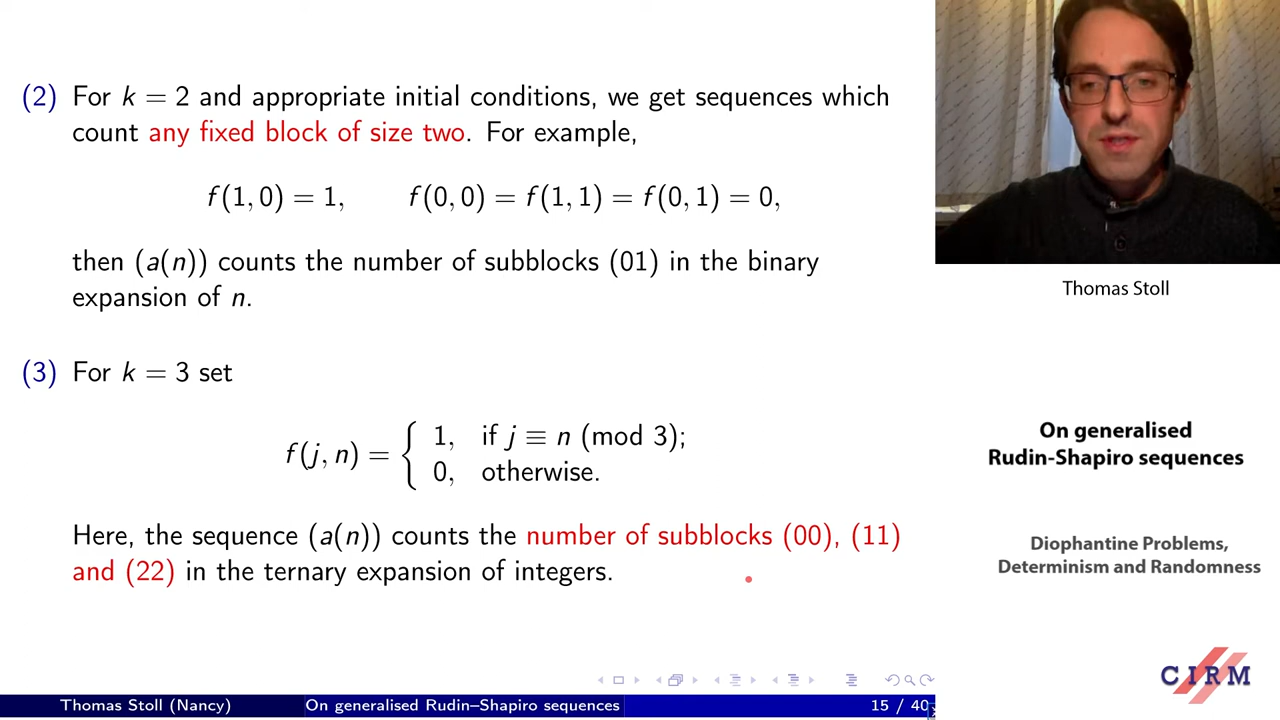 (2) For k = 2 and appropriate initial conditions, we get sequences which
count any fixed block of size two. For example,
f(1, 0) = 1, f(0, 0) = f(1, 1) = f(0, 1) = 0,
then (a(n)) counts the number of subblocks (01) in the binary
expansion of n.
(3) For k = 3 set
f(j, n) = { 1, if j ≡ n (mod 3);
0, otherwise.
Here, the sequence (a(n)) counts the number of subblocks (00), (11)
and (22) in the ternary expansion of integers.
Thomas Stoll (Nancy) On generalised Rudin–Shapiro sequences 15 / 40
Thomas Stoll
On generalised
Rudin-Shapiro sequences
Diophantine Problems,
Determinism and Randomness
CIRM